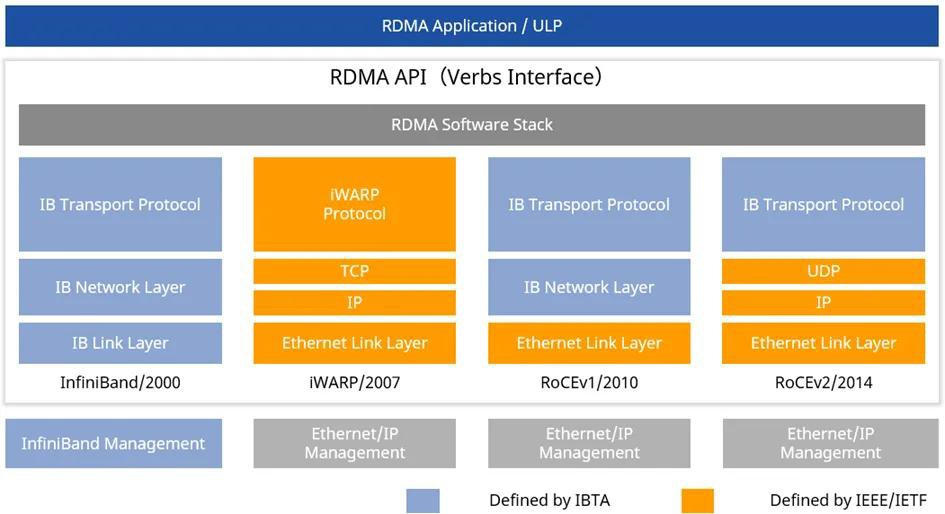 RDMA Application / ULP
RDMA API（Verbs Interface）
RDMA Software Stack
IB Transport Protocol
iWARP
Protocol
IB Transport Protocol
IB Transport Protocol
IB Network Layer
TCP
IP
IB Network Layer
UDP
IP
IB Link Layer
Ethernet Link Layer
Ethernet Link Layer
Ethernet Link Layer
InfiniBand/2000
iWARP/2007
RoCEv1/2010
RoCEv2/2014
InfiniBand Management
Ethernet/IP
Management
Ethernet/IP
Management
Ethernet/IP
Management
Defined by IBTA
Defined by IEEE/IETF